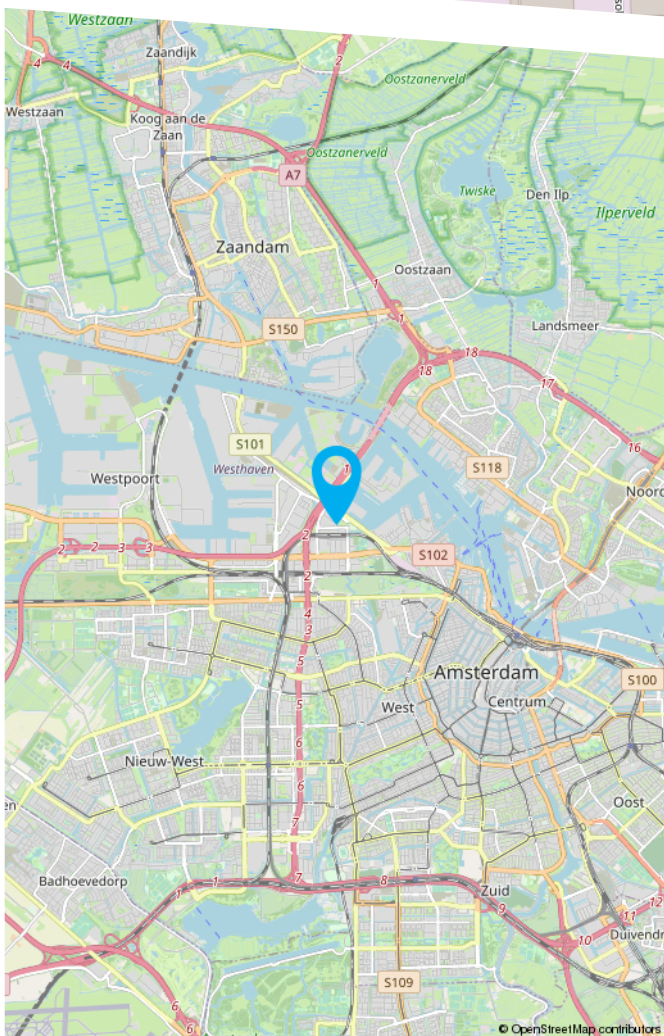 Westzaan
Zaandijk
4
4
2
Oostzanerveld
Westzaan
Koog aan de
Zaan
Oostzanerveld
A7
Twiske
Den Ilp
Ilperveld
Zaandam
Oostzaan
1
S150
1
Landsmeer
18
18
17
S101
16
Westhaven
1
S118
Westpoort
Noord
2
2
2
3
3
S102
2
4
3
5
Amsterdam
S100
West
Centrum
5
6
Nieuw-West
6
Oost
7
Badhoevedorp
1
1
7
8
Zuid
9
12
11
10
Duivendr
S109
6
6
© OpenStreetMap contributors